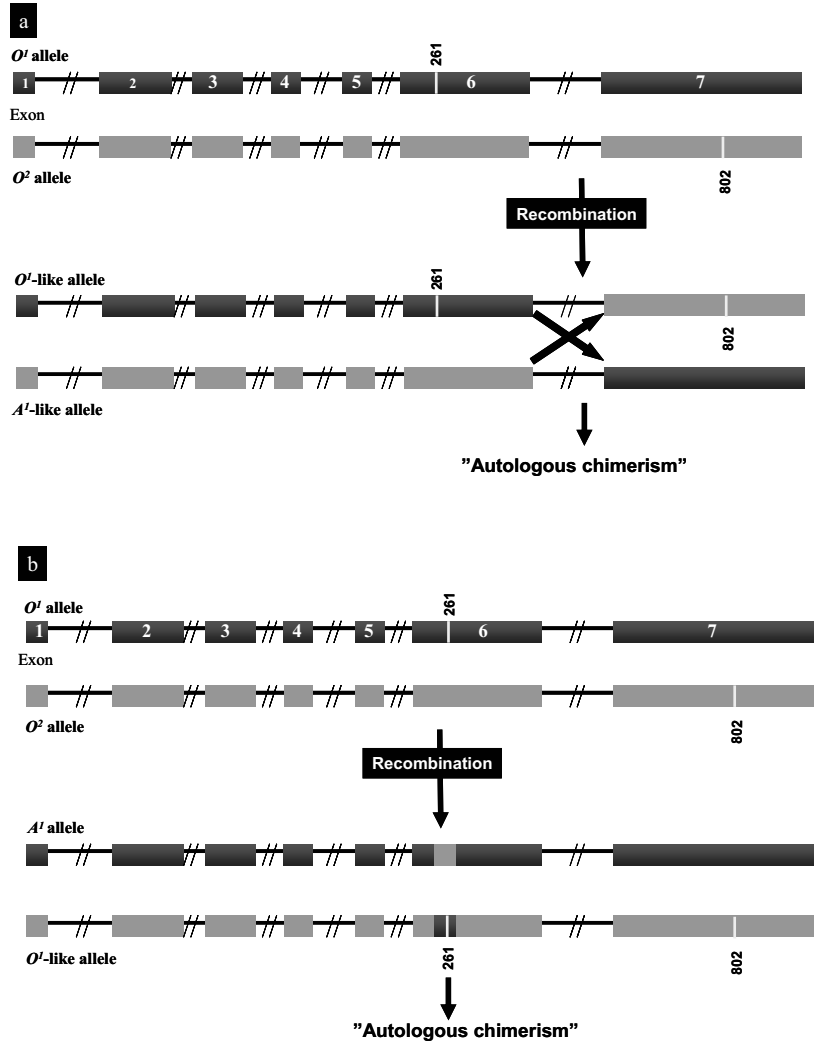 a
O¹ allele
261
1 2 3 4 5 6 7
Exon
O² allele
802
Recombination
O¹-like allele
261
802
A¹-like allele
”Autologous chimerism”
b
O¹ allele
261
1 2 3 4 5 6 7
Exon
O² allele
802
Recombination
A¹ allele
O¹-like allele
261
802
”Autologous chimerism”